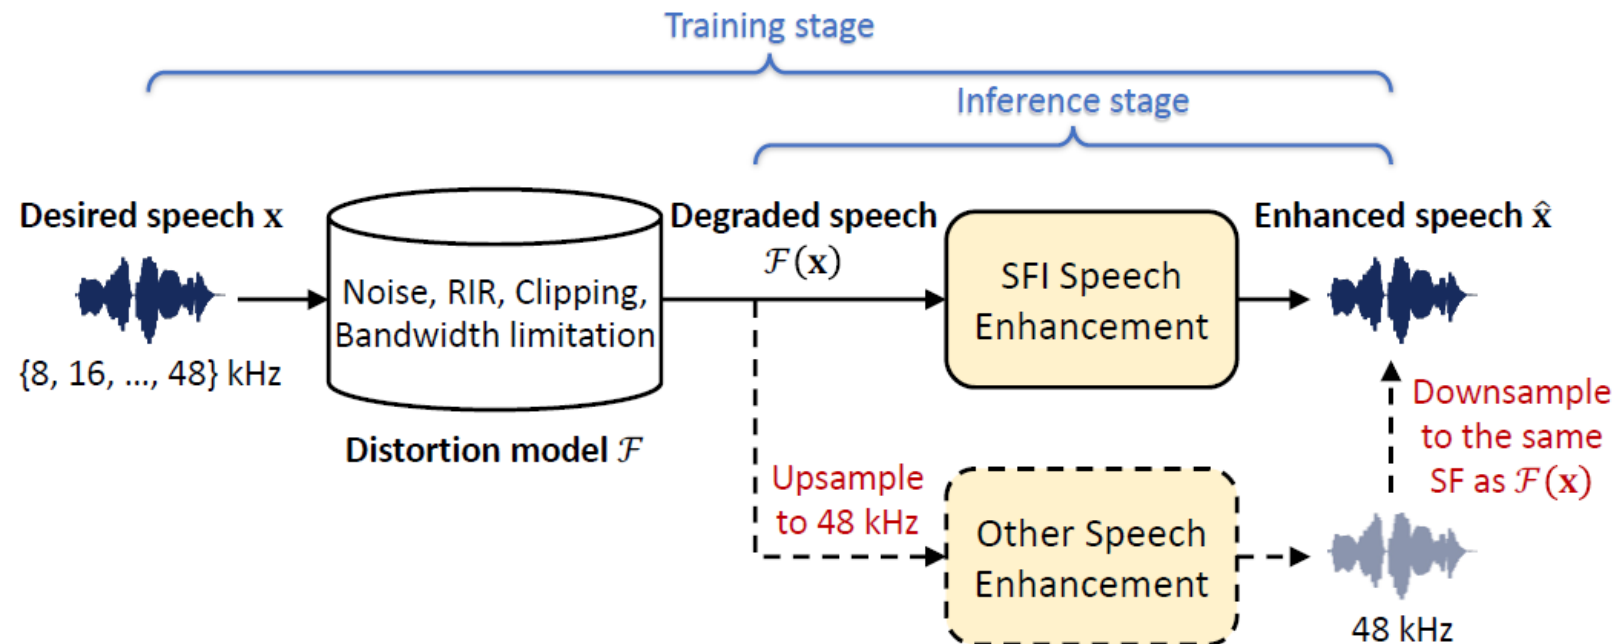 Training stage
Inference stage
Desired speech x
{8, 16, ..., 48} kHz
Noise, RIR, Clipping,
Bandwidth limitation
Distortion model ℱ
Degraded speech
ℱ(x)
SFI Speech
Enhancement
Enhanced speech x̂
Upsample
to 48 kHz
Other Speech
Enhancement
Downsample
to the same
SF as ℱ(x)
48 kHz